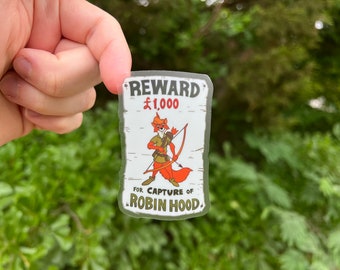 REWARD
£1,000
FOR CAPTURE OF
ROBIN HOOD